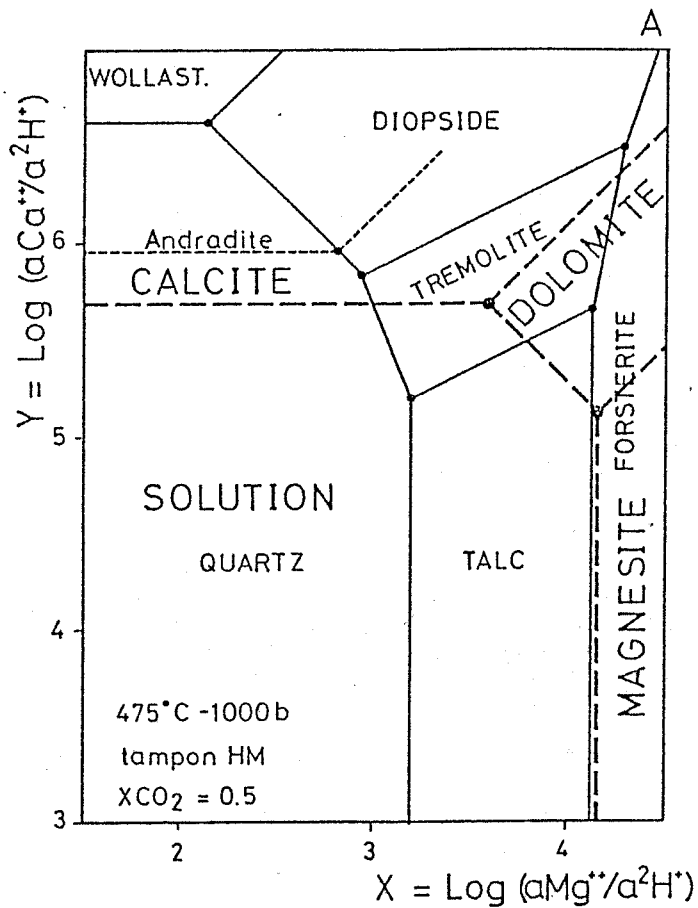 A
WOLLAST.
DIOPSIDE
Andradite
CALCITE
TREMOLITE
DOLOMITE
FORSTERITE
MAGNESITE
SOLUTION
QUARTZ
TALC
475°C -1000b
tampon HM
XCO₂ = 0.5
Y = Log (aCa⁺⁺/a²H⁺)
6
5
4
3
2
3
4
X = Log (aMg⁺⁺/a²H⁺)